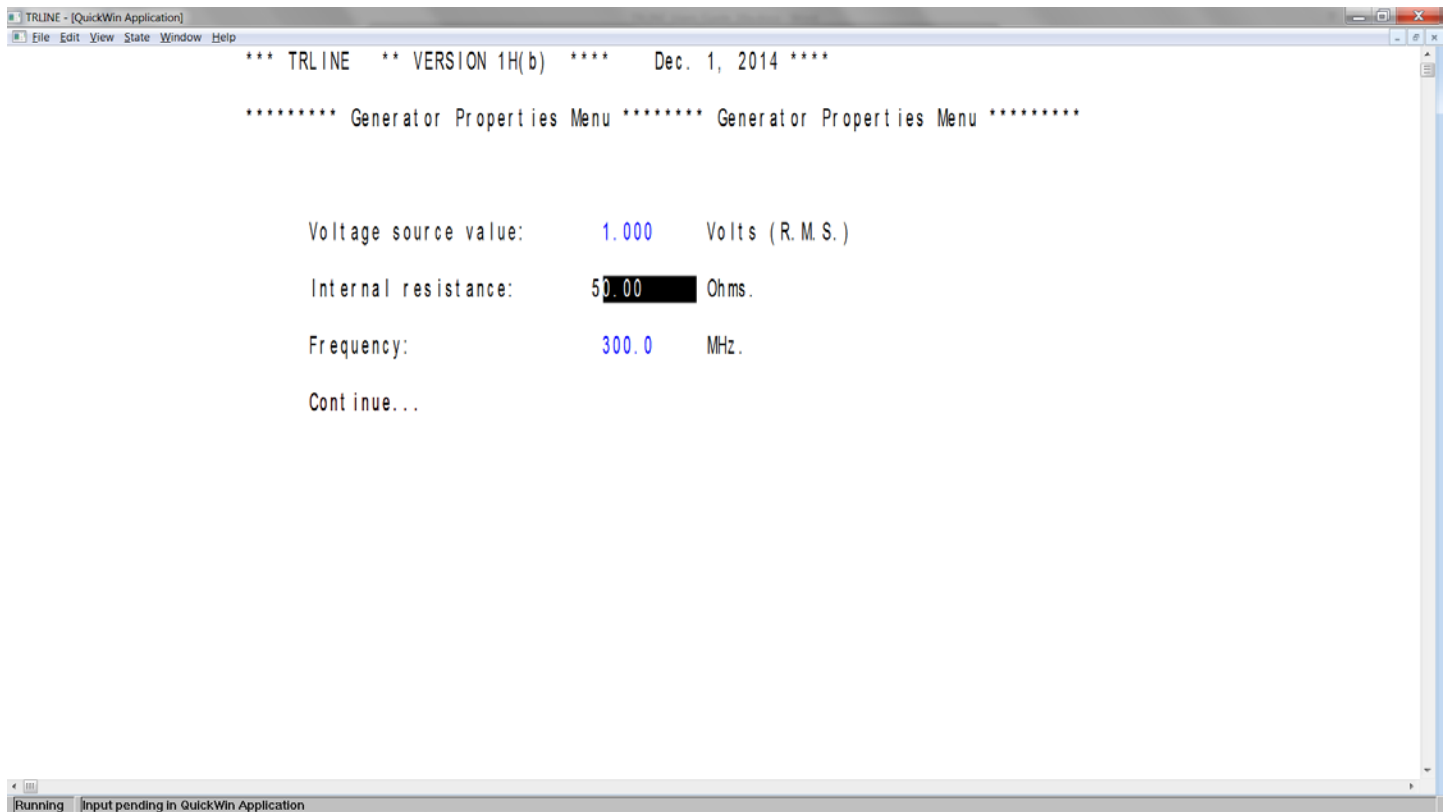 TRLINE - [QuickWin Application]
File Edit View State Window Help
*** TRLINE ** VERSION 1H(b) **** Dec. 1, 2014 ****
********* Generator Properties Menu ******** Generator Properties Menu *********
Voltage source value: 1.000 Volts (R.M.S.)
Internal resistance: 50.00 Ohms.
Frequency: 300.0 MHz.
Continue...
Running Input pending in QuickWin Application